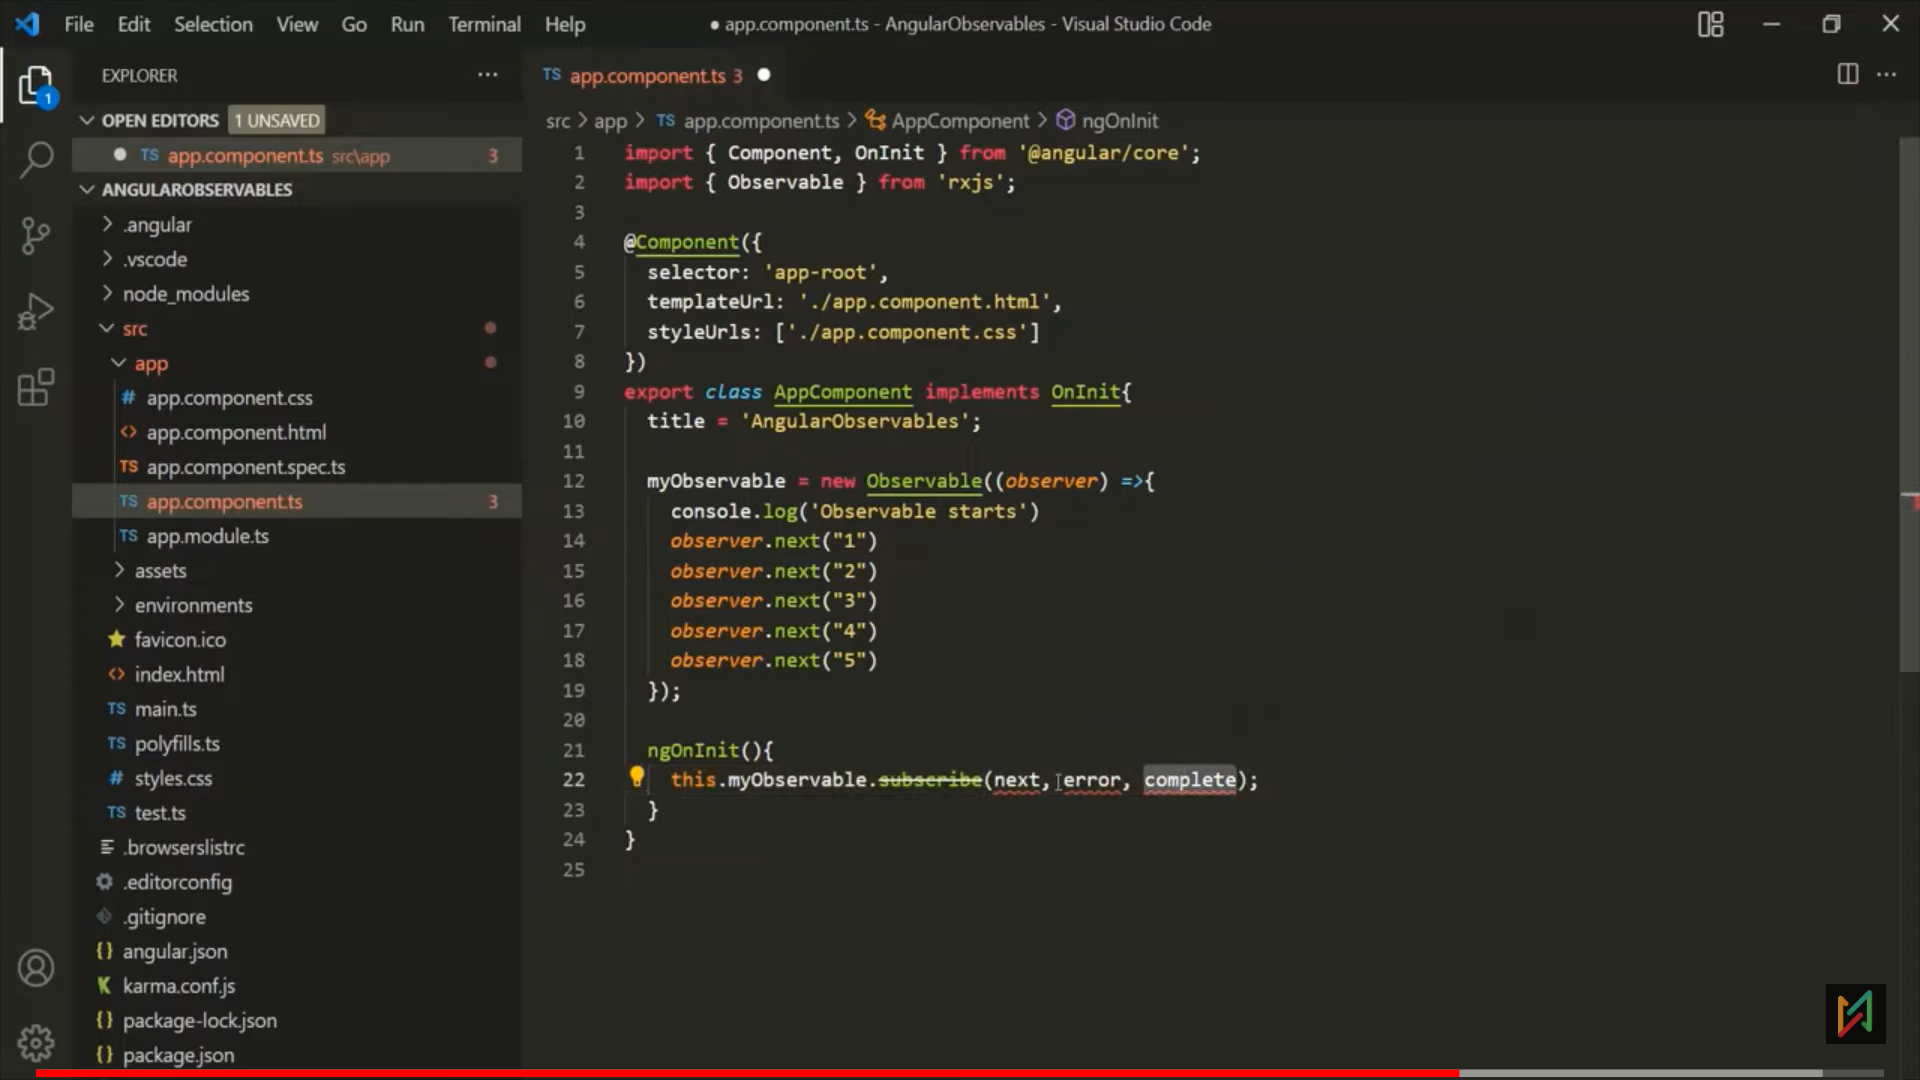 File Edit Selection View Go Run Terminal Help
● app.component.ts - AngularObservables - Visual Studio Code
1
EXPLORER
OPEN EDITORS 1 UNSAVED
TS app.component.ts src\app 3
ANGULAROBSERVABLES
.angular
.vscode
node_modules
src
app
# app.component.css
<> app.component.html
TS app.component.spec.ts
TS app.component.ts 3
TS app.module.ts
assets
environments
favicon.ico
<> index.html
TS main.ts
TS polyfills.ts
# styles.css
TS test.ts
.browserslistrc
.editorconfig
.gitignore
{} angular.json
K karma.conf.js
{} package-lock.json
{} package.json
TS app.component.ts 3
src > app > TS app.component.ts > AppComponent > ngOnInit
1 import { Component, OnInit } from '@angular/core';
2 import { Observable } from 'rxjs';
3
4 @Component({
5 selector: 'app-root',
6 templateUrl: './app.component.html',
7 styleUrls: ['./app.component.css']
8 })
9 export class AppComponent implements OnInit{
10 title = 'AngularObservables';
11
12 myObservable = new Observable((observer) =>{
13 console.log('Observable starts')
14 observer.next("1")
15 observer.next("2")
16 observer.next("3")
17 observer.next("4")
18 observer.next("5")
19 });
20
21 ngOnInit(){
22 this.myObservable.subscribe(next, error, complete);
23 }
24 }
25